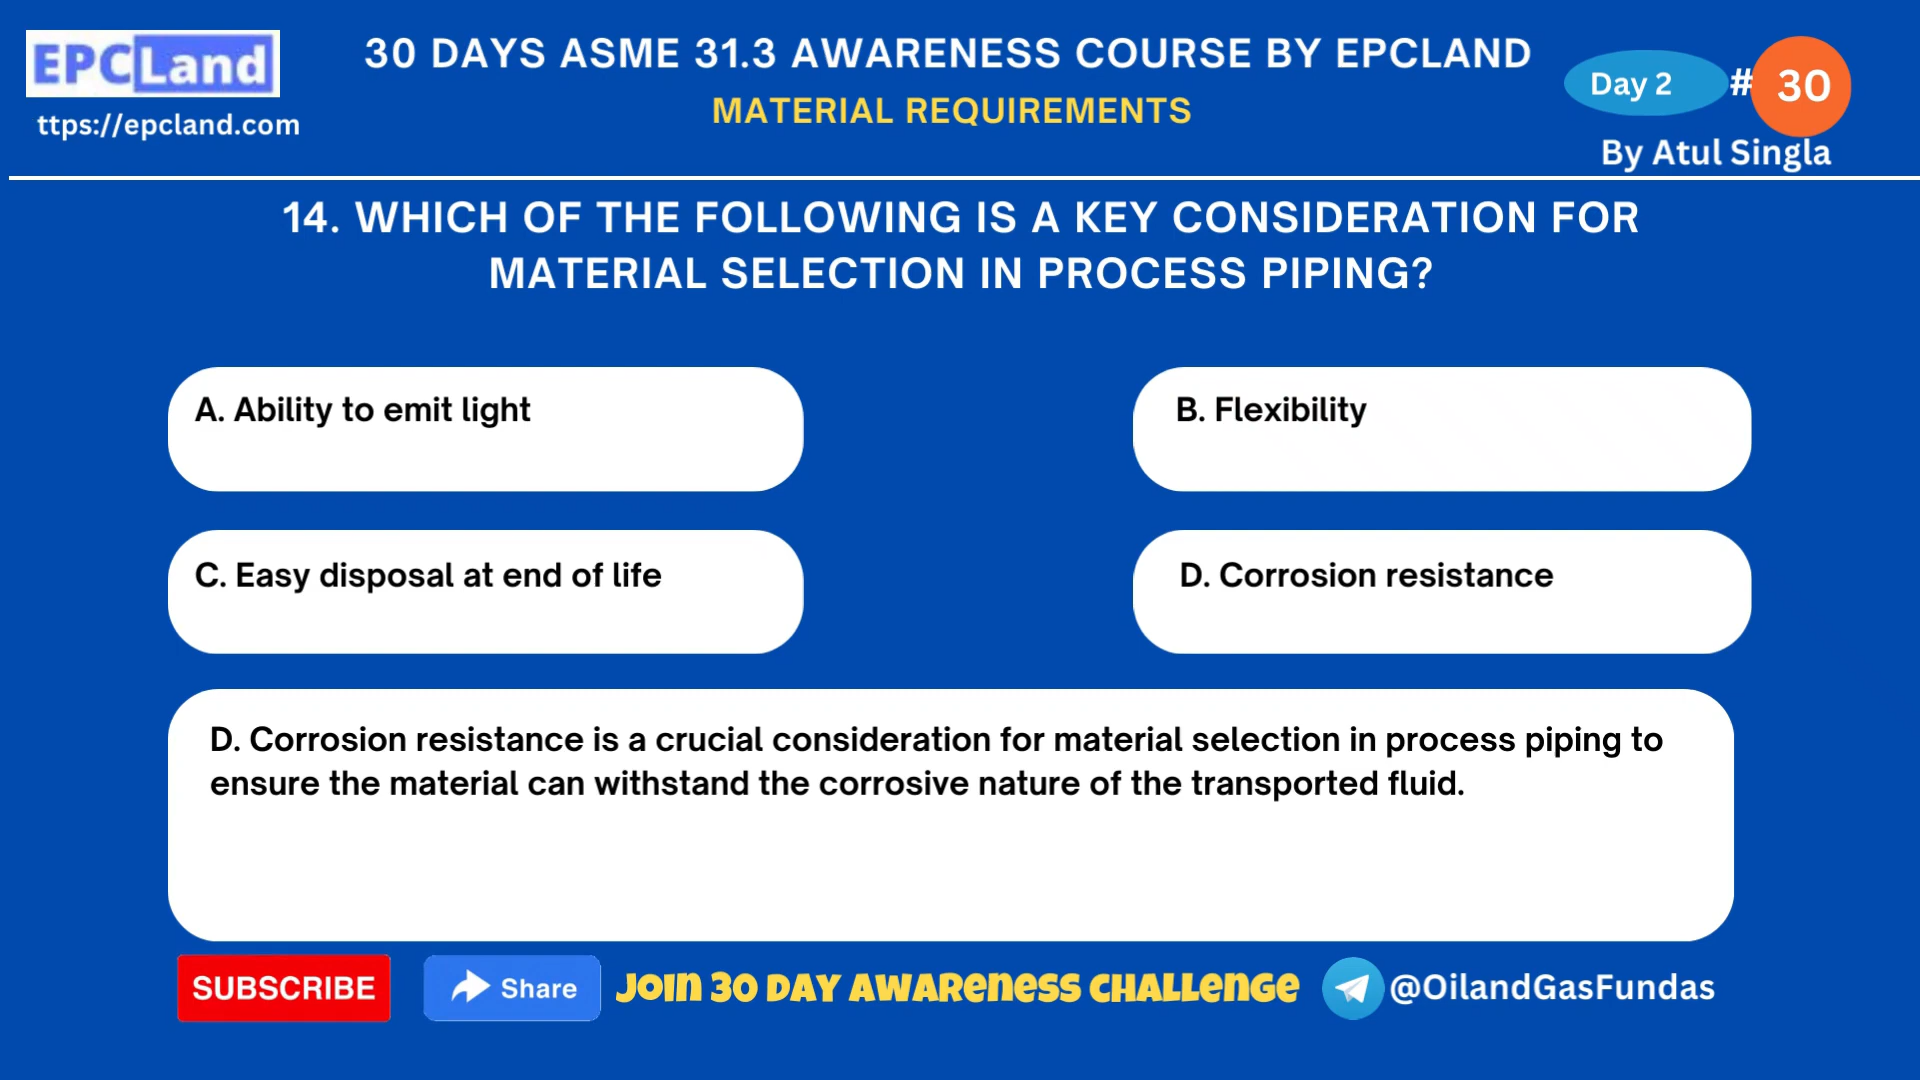 EPCLand
ttps://epcland.com
30 DAYS ASME 31.3 AWARENESS COURSE BY EPCLAND
MATERIAL REQUIREMENTS
Day 2 # 30
By Atul Singla
14. WHICH OF THE FOLLOWING IS A KEY CONSIDERATION FOR
MATERIAL SELECTION IN PROCESS PIPING?
A. Ability to emit light
B. Flexibility
C. Easy disposal at end of life
D. Corrosion resistance
D. Corrosion resistance is a crucial consideration for material selection in process piping to
ensure the material can withstand the corrosive nature of the transported fluid.
SUBSCRIBE
Share
Join 30 Day Awareness Challenge
@OilandGasFundas